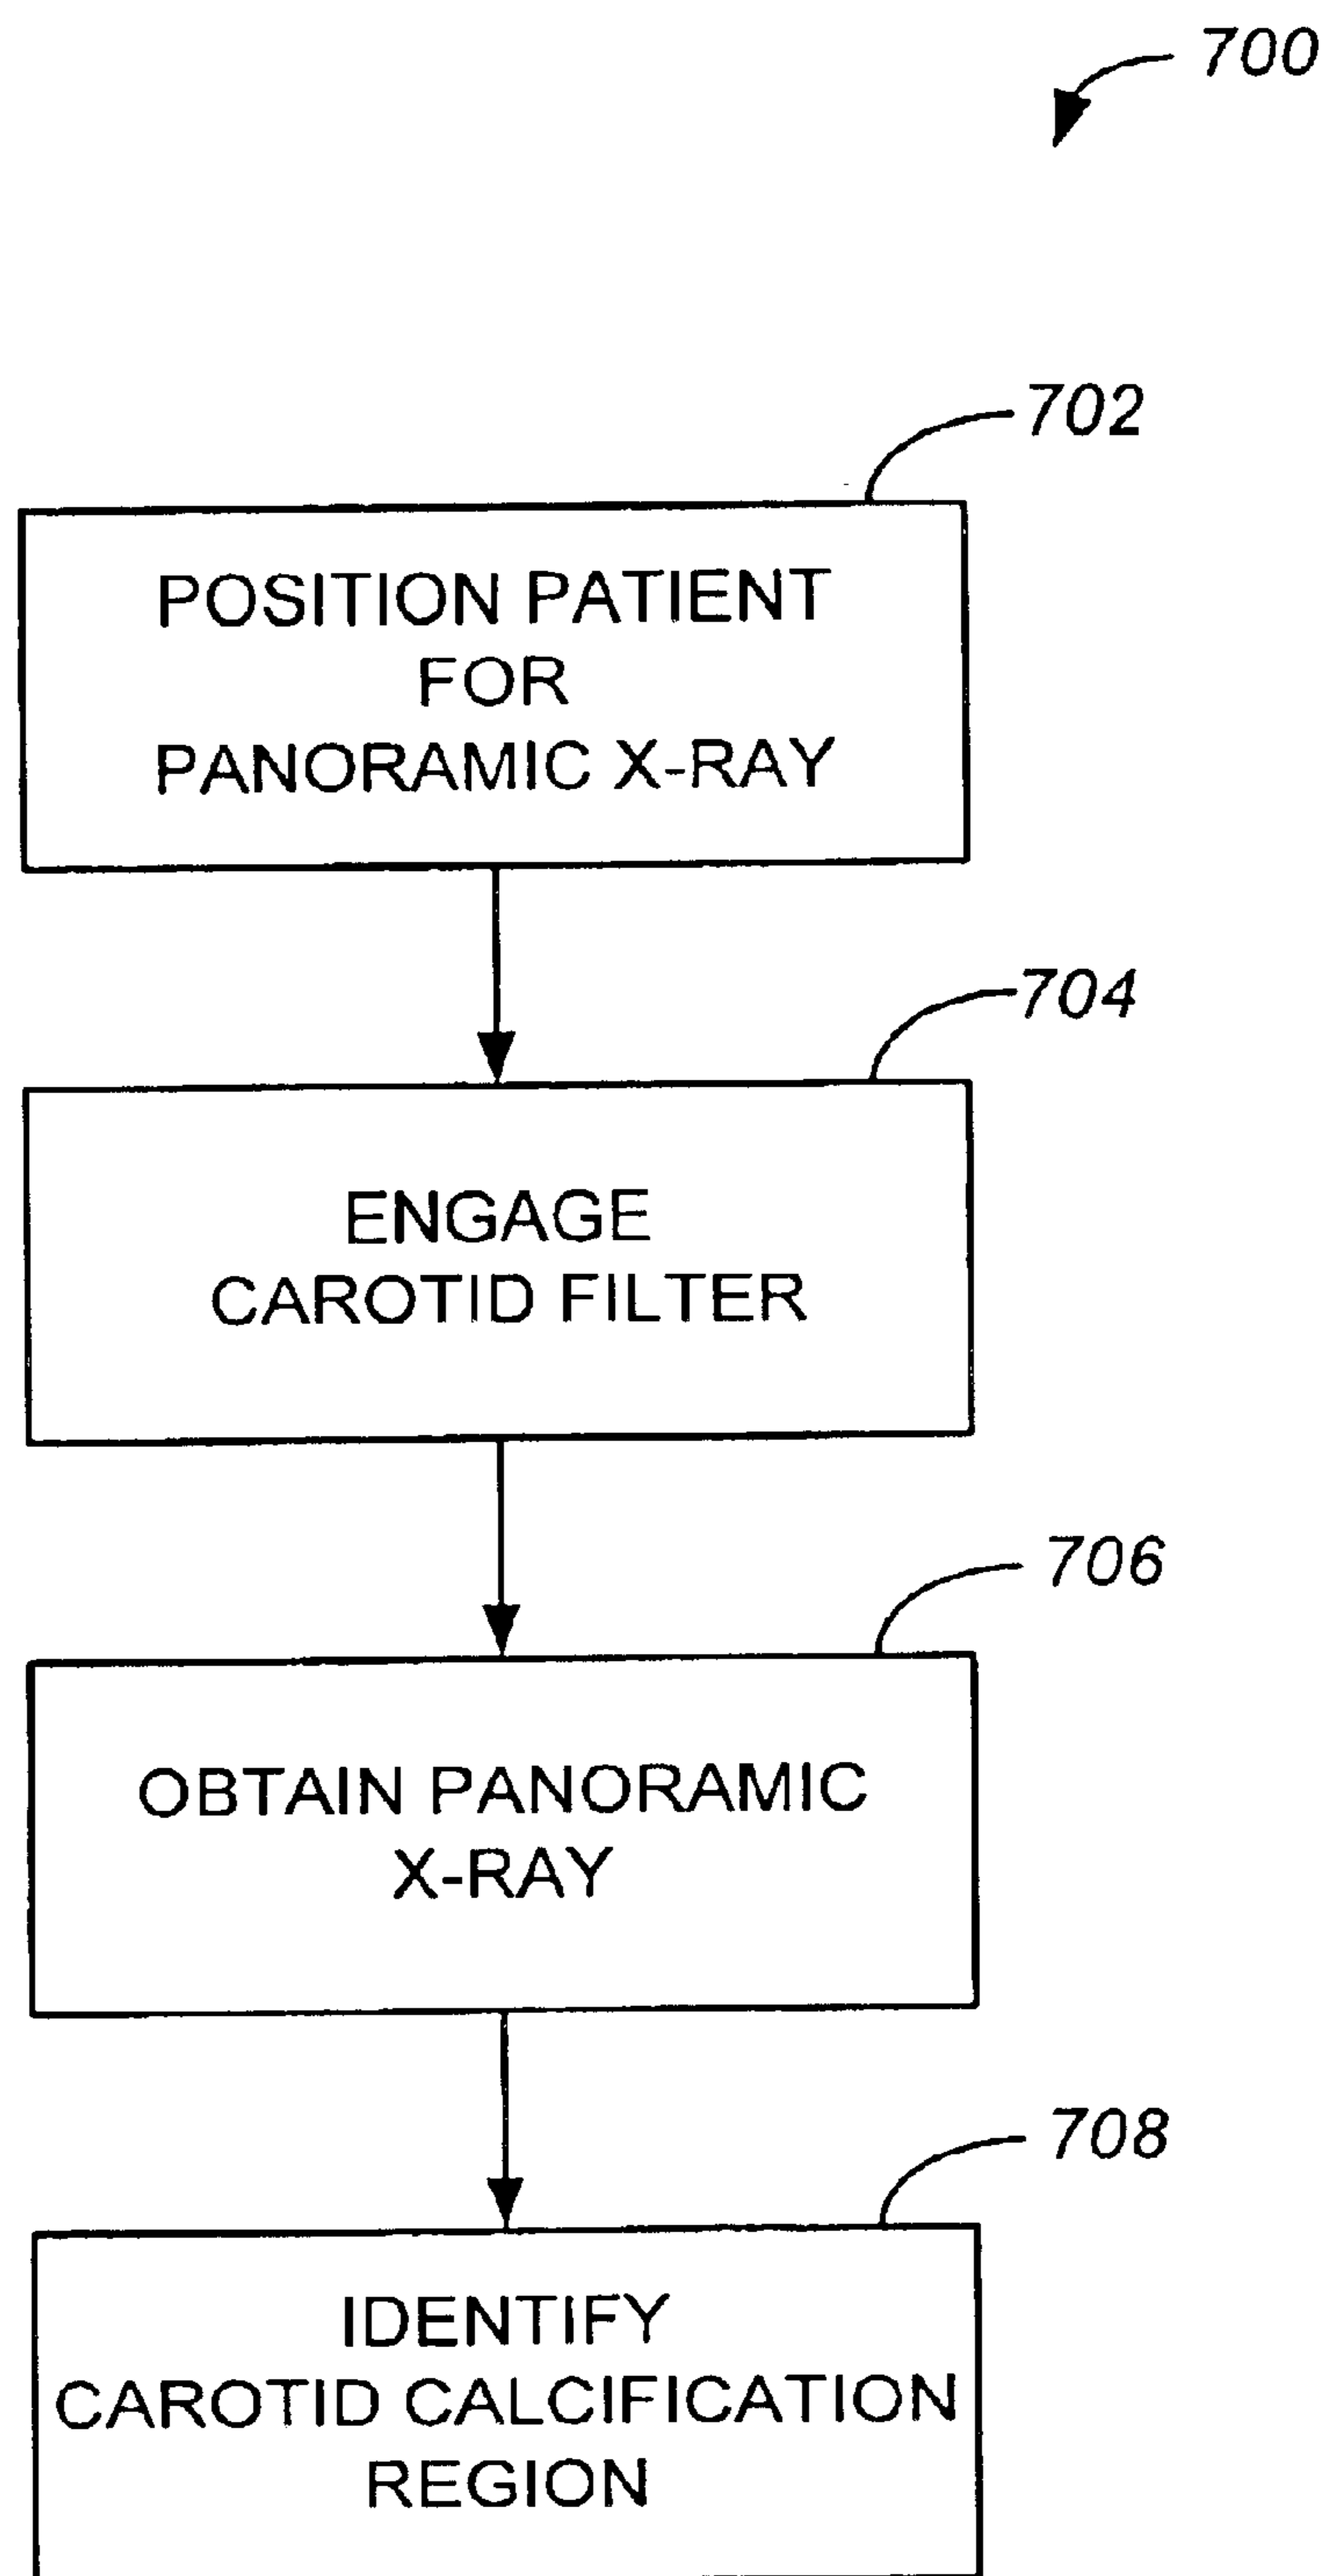 700
702
POSITION PATIENT
FOR
PANORAMIC X-RAY
704
ENGAGE
CAROTID FILTER
706
OBTAIN PANORAMIC
X-RAY
708
IDENTIFY
CAROTID CALCIFICATION
REGION